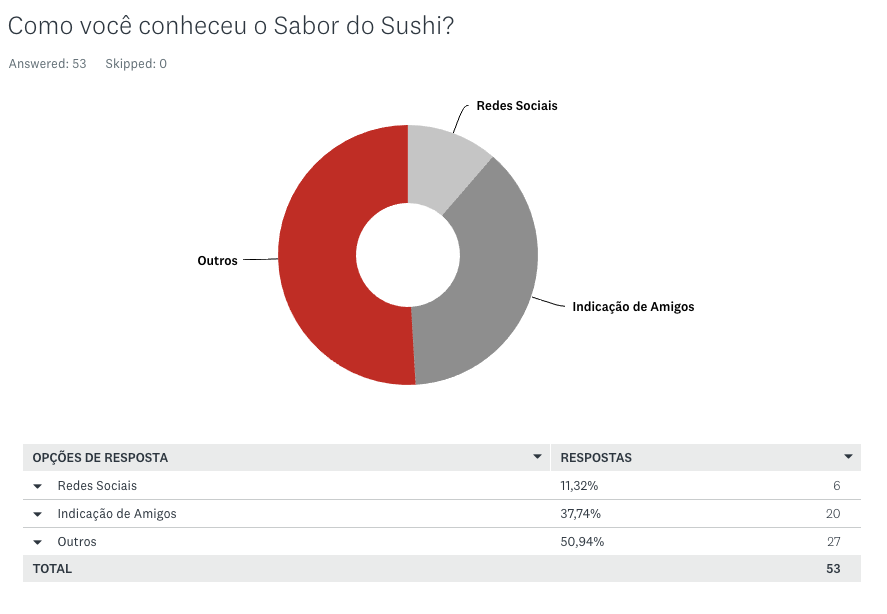 Como você conheceu o Sabor do Sushi?
Answered: 53 Skipped: 0
Redes Sociais
Outros
Indicação de Amigos
OPÇÕES DE RESPOSTA RESPOSTAS
Redes Sociais 11,32% 6
Indicação de Amigos 37,74% 20
Outros 50,94% 27
TOTAL 53